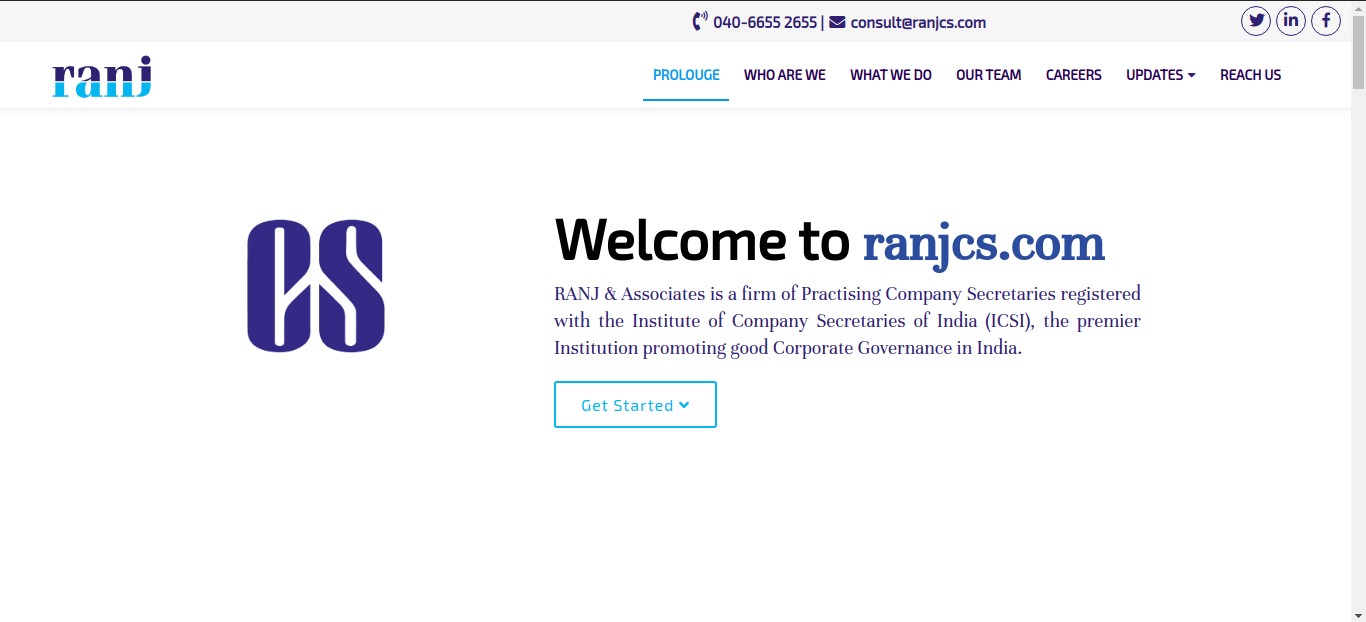 040-6655 2655 | consult@ranjcs.com
ranj
PROLOUGE WHO ARE WE WHAT WE DO OUR TEAM CAREERS UPDATES REACH US
CS
Welcome to ranjcs.com
RANJ & Associates is a firm of Practising Company Secretaries registered
with the Institute of Company Secretaries of India (ICSI), the premier
Institution promoting good Corporate Governance in India.
Get Started